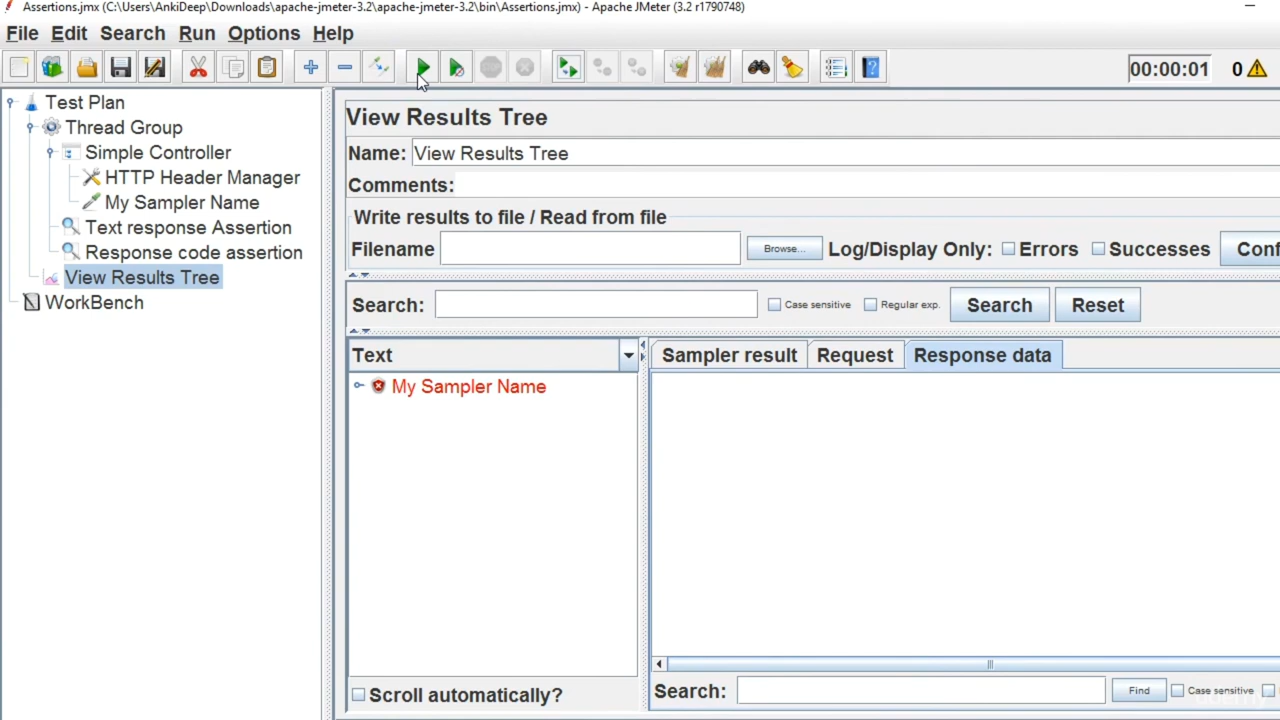 Assertions.jmx (C:\Users\AnkiDeep\Downloads\apache-jmeter-3.2\apache-jmeter-3.2\bin\Assertions.jmx) - Apache JMeter (3.2 r1790748)
File Edit Search Run Options Help
00:00:01 0
Test Plan
Thread Group
Simple Controller
HTTP Header Manager
My Sampler Name
Text response Assertion
Response code assertion
View Results Tree
WorkBench
View Results Tree
Name: View Results Tree
Comments:
Write results to file / Read from file
Filename Browse... Log/Display Only: Errors Successes Conf
Search: Case sensitive Regular exp. Search Reset
Text
Sampler result Request Response data
My Sampler Name
Scroll automatically?
Search: Find Case sensitive